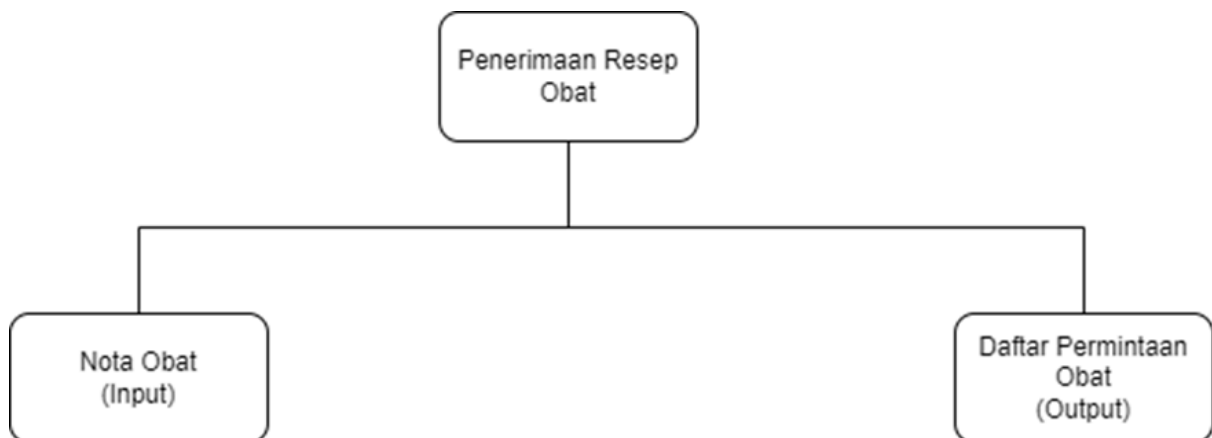 Penerimaan Resep
Obat
Nota Obat
(Input)
Daftar Permintaan
Obat
(Output)